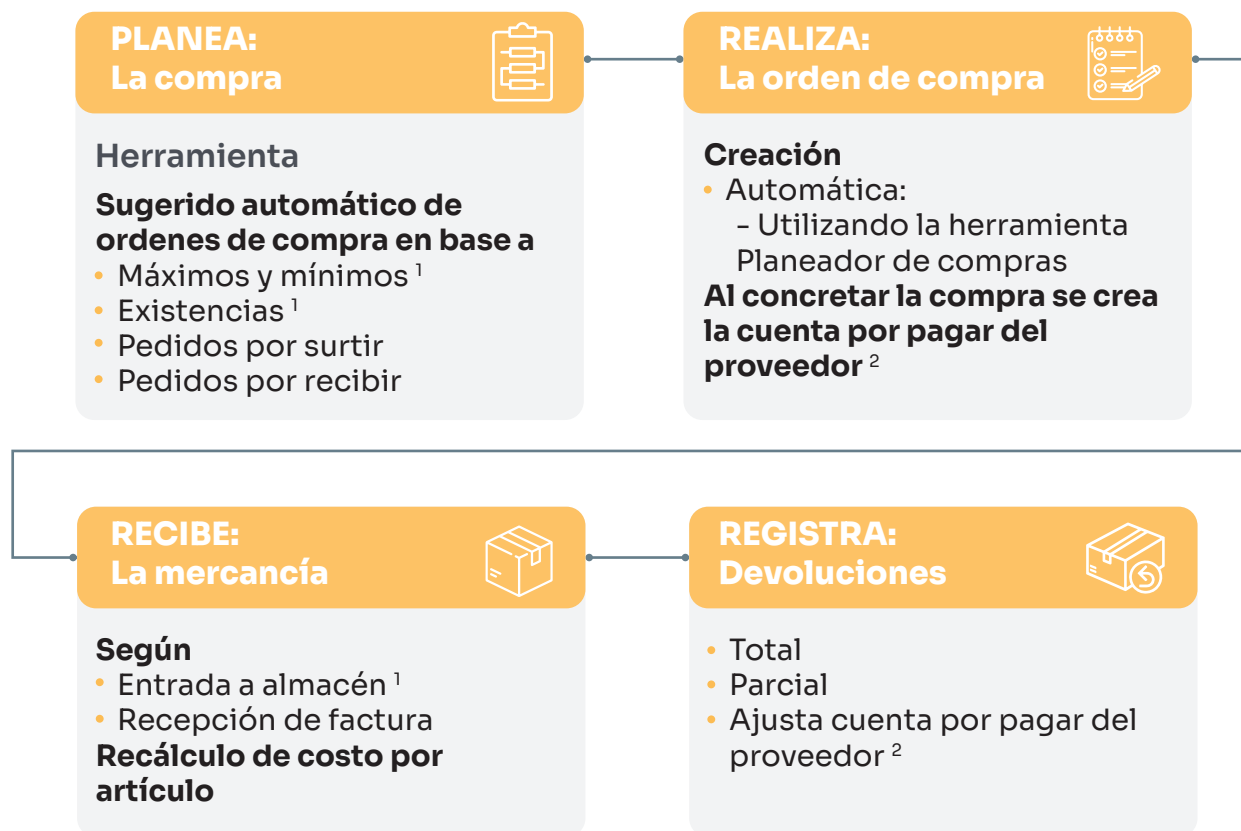 PLANEA:
La compra
Herramienta
Sugerido automático de
ordenes de compra en base a
• Máximos y mínimos ¹
• Existencias ¹
• Pedidos por surtir
• Pedidos por recibir
REALIZA:
La orden de compra
Creación
• Automática:
- Utilizando la herramienta
Planeador de compras
Al concretar la compra se crea
la cuenta por pagar del
proveedor ²
RECIBE:
La mercancía
Según
• Entrada a almacén ¹
• Recepción de factura
Recálculo de costo por
artículo
REGISTRA:
Devoluciones
• Total
• Parcial
• Ajusta cuenta por pagar del
proveedor ²